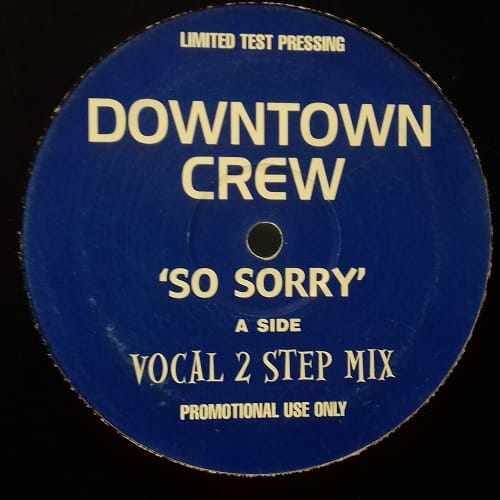 LIMITED TEST PRESSING
DOWNTOWN
CREW
'SO SORRY'
A SIDE
VOCAL 2 STEP MIX
PROMOTIONAL USE ONLY